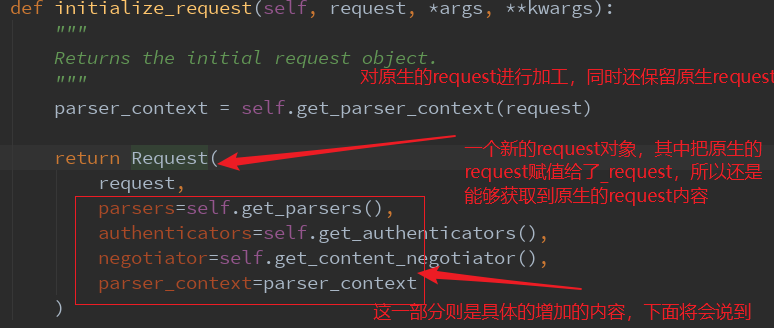 def initialize_request(self, request, *args, **kwargs):
"""
Returns the initial request object.
"""
对原生的request进行加工，同时还保留原生request
parser_context = self.get_parser_context(request)
return Request(
一个新的request对象，其中把原生的
request赋值给了_request，所以还是
能够获取到原生的request内容
request,
parsers=self.get_parsers(),
authenticators=self.get_authenticators(),
negotiator=self.get_content_negotiator(),
parser_context=parser_context
)
这一部分则是具体的增加的内容，下面将会说到